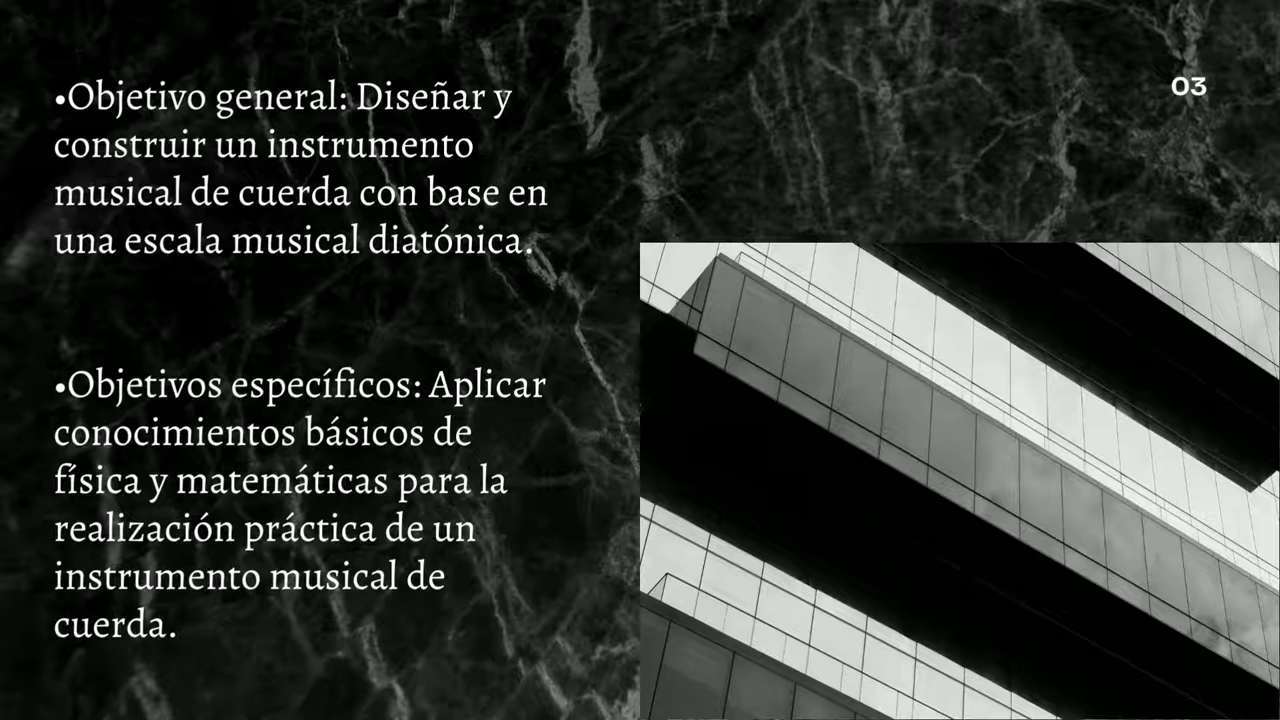 •Objetivo general: Diseñar y
construir un instrumento
musical de cuerda con base en
una escala musical diatónica.
•Objetivos específicos: Aplicar
conocimientos básicos de
física y matemáticas para la
realización práctica de un
instrumento musical de
cuerda.
03